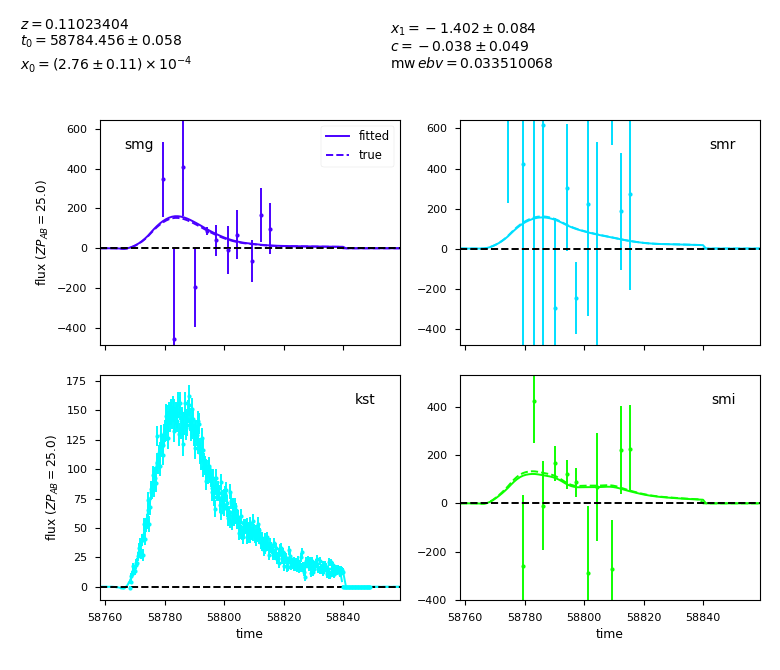 z = 0.11023404
t₀ = 58784.456 ± 0.058
x₀ = (2.76 ± 0.11) × 10⁻⁴
x₁ = −1.402 ± 0.084
c = −0.038 ± 0.049
mw ebv = 0.033510068
smg
fitted
true
600
400
200
0
−200
−400
flux (ZP_AB = 25.0)
smr
600
400
200
0
−200
−400
kst
175
150
125
100
75
50
25
0
flux (ZP_AB = 25.0)
58760 58780 58800 58820 58840
time
smi
400
200
0
−200
−400
58760 58780 58800 58820 58840
time